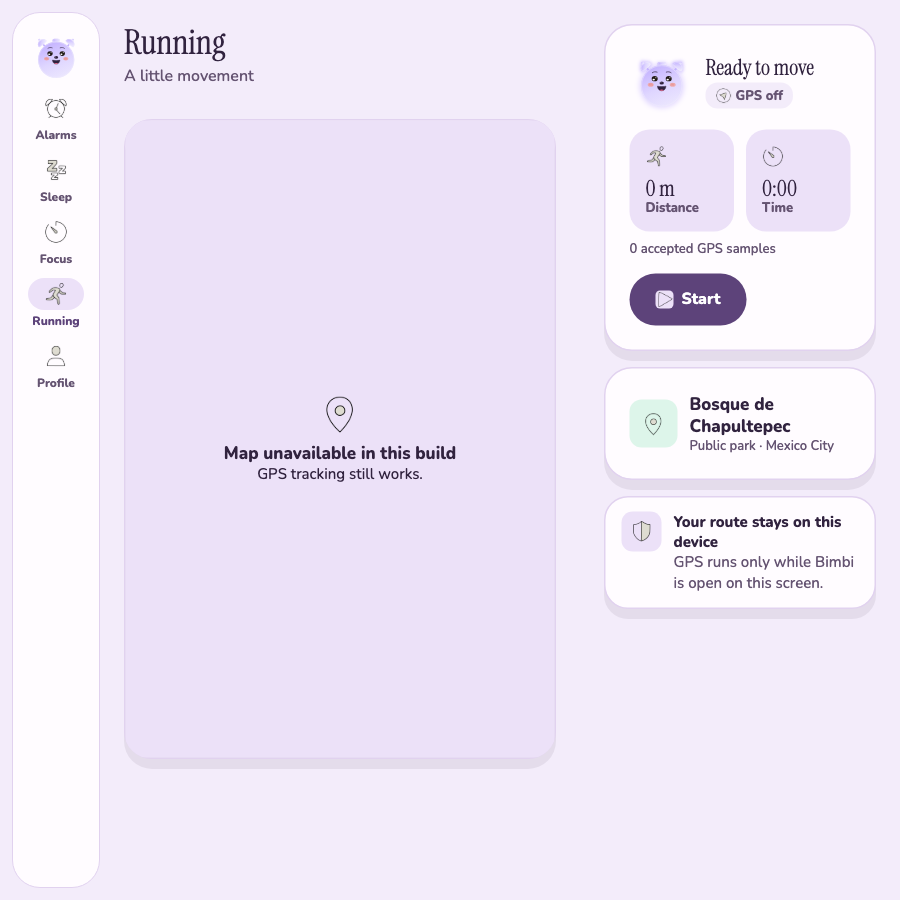 Alarms
Sleep
Focus
Running
Profile
Running
A little movement
Map unavailable in this build
GPS tracking still works.
Ready to move
GPS off
0 m
Distance
0:00
Time
0 accepted GPS samples
Start
Bosque de
Chapultepec
Public park · Mexico City
Your route stays on this
device
GPS runs only while Bimbi
is open on this screen.